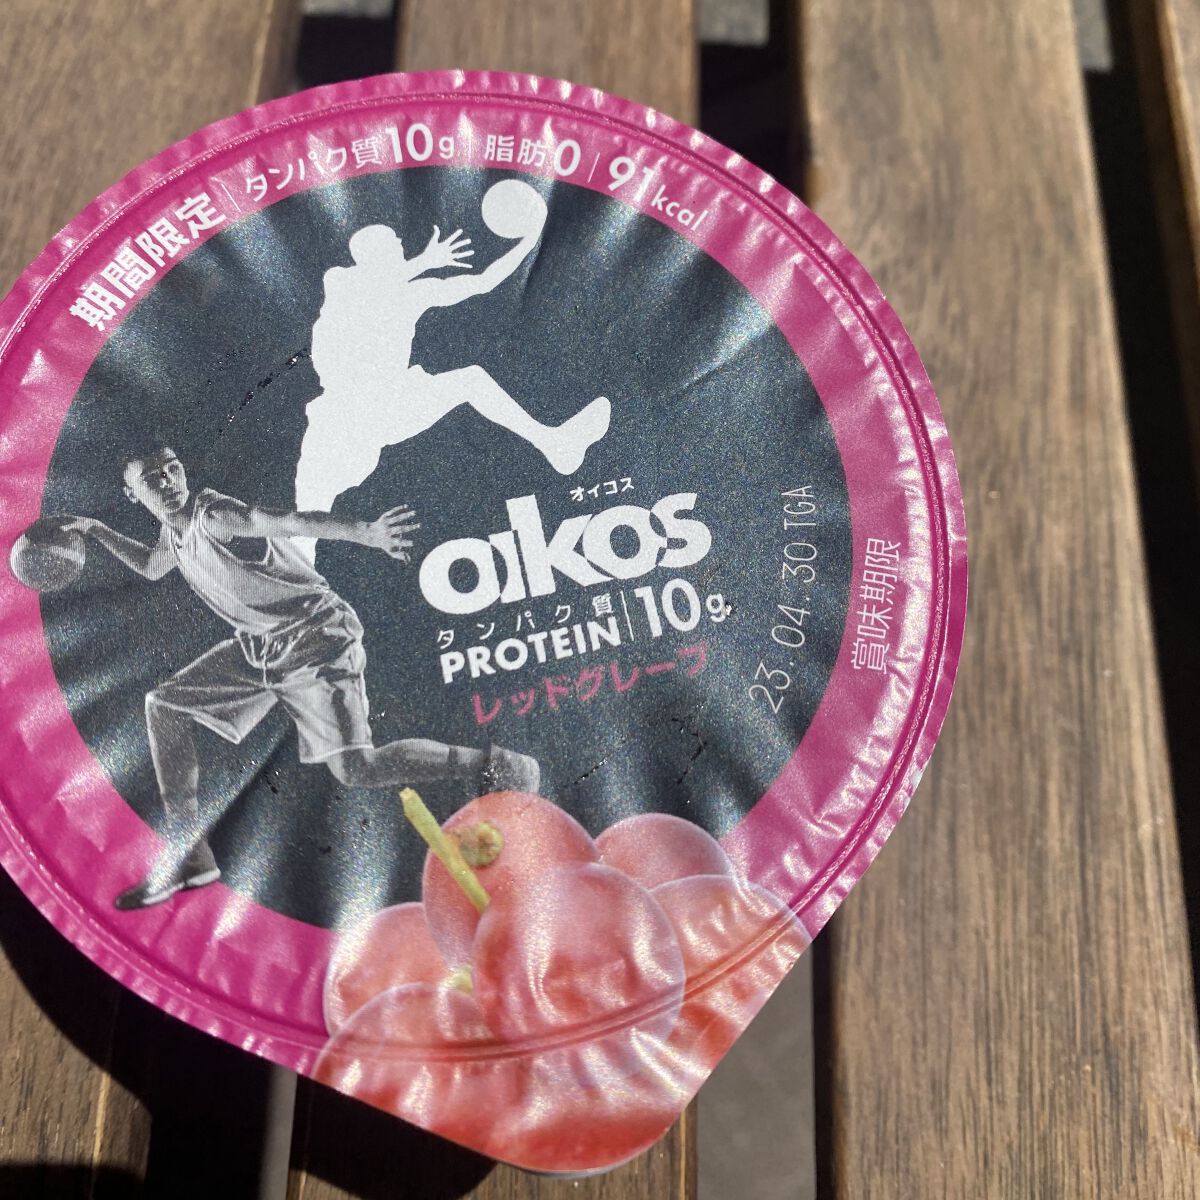 期間限定 | タンパク質10g | 脂肪0 | 91kcal
オイコス
oikos
タンパク質
PROTEIN | 10g
レッドグレープ
23.04.30 TGA
賞味期限